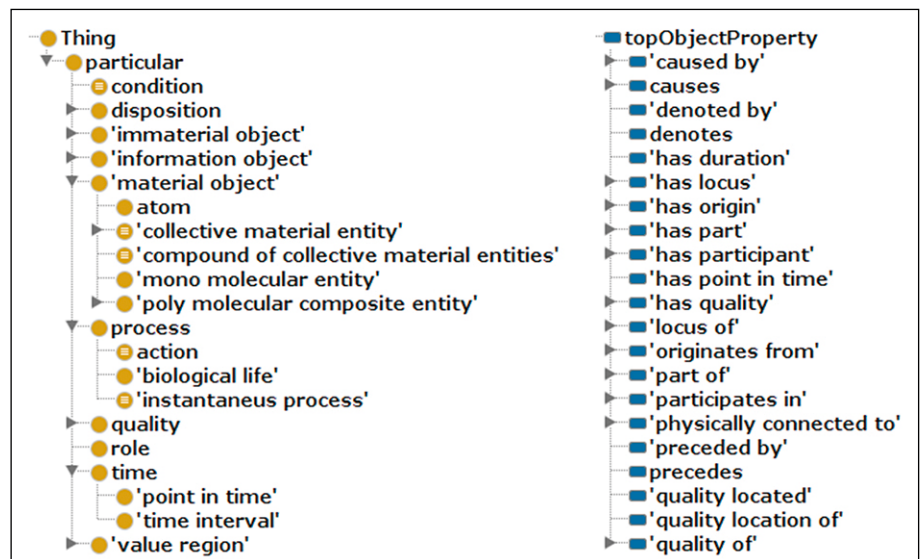 Thing
particular
condition
disposition
'immaterial object'
'information object'
'material object'
atom
'collective material entity'
'compound of collective material entities'
'mono molecular entity'
'poly molecular composite entity'
process
action
'biological life'
'instantaneus process'
quality
role
time
'point in time'
'time interval'
'value region'
topObjectProperty
'caused by'
causes
'denoted by'
denotes
'has duration'
'has locus'
'has origin'
'has part'
'has participant'
'has point in time'
'has quality'
'locus of'
'originates from'
'part of'
'participates in'
'physically connected to'
'preceded by'
precedes
'quality located'
'quality location of'
'quality of'